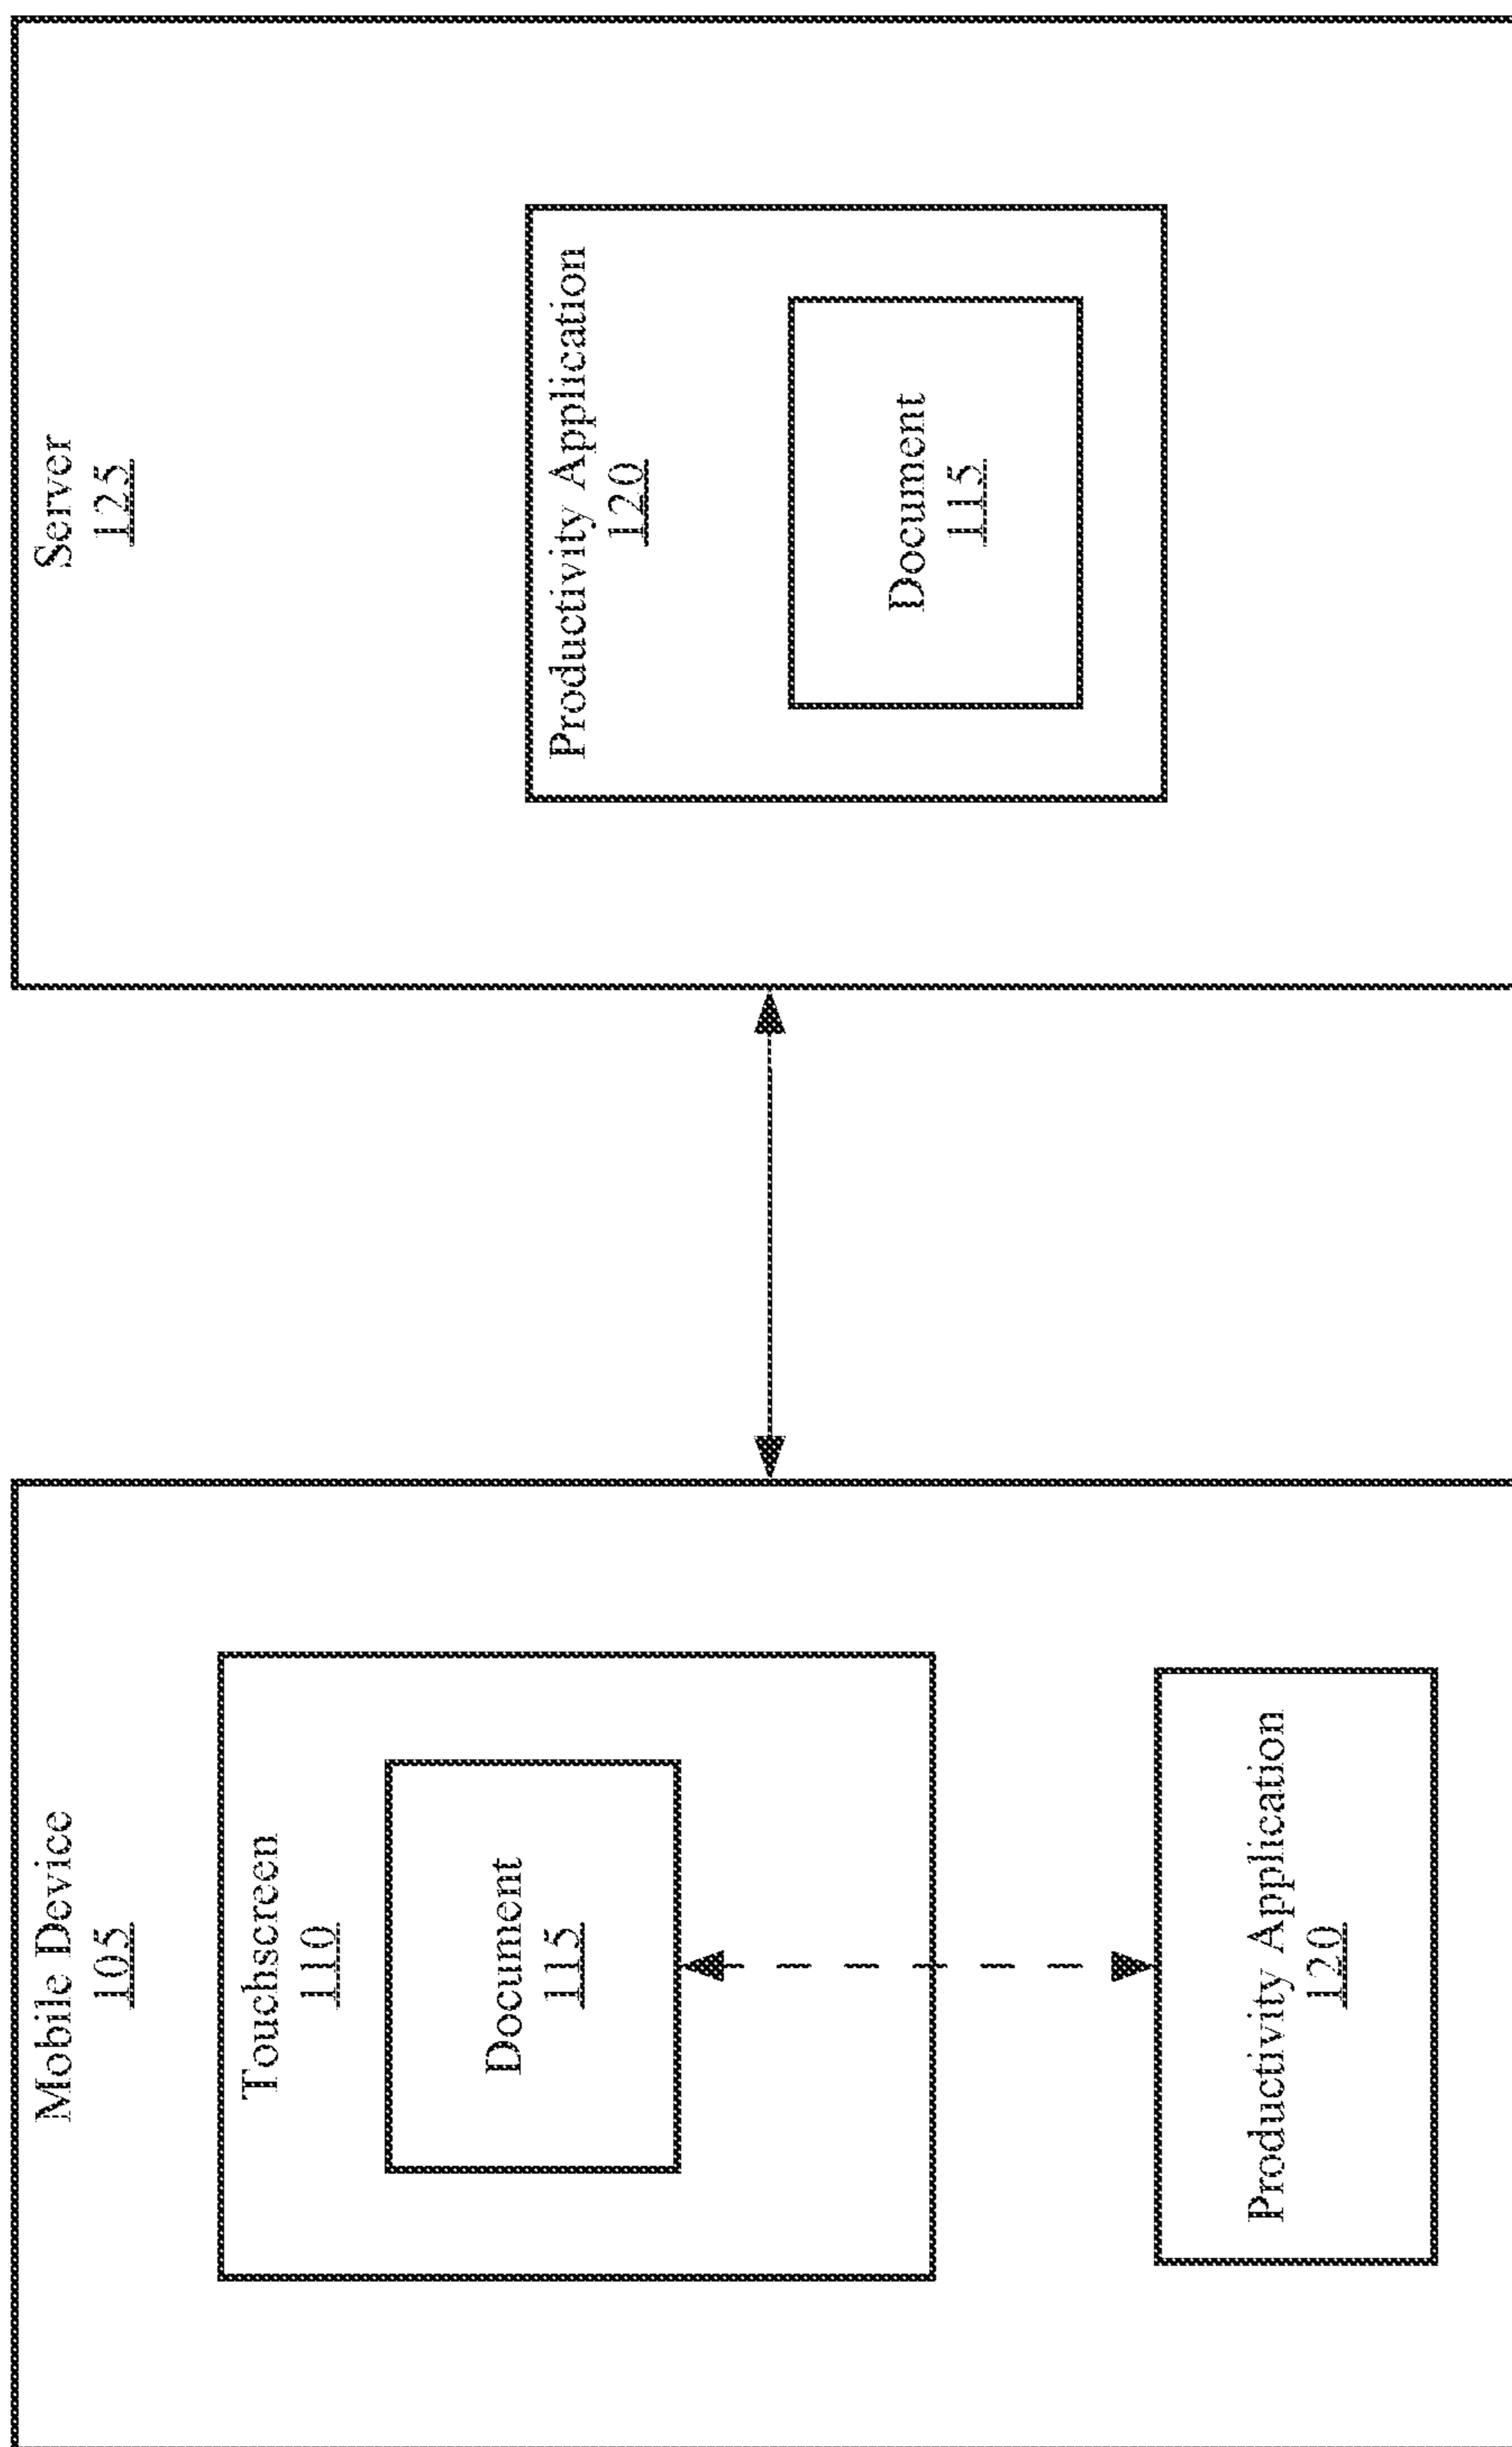 Mobile Device
105
Touchscreen
110
Document
115
Productivity Application
120
Server
125
Productivity Application
120
Document
115